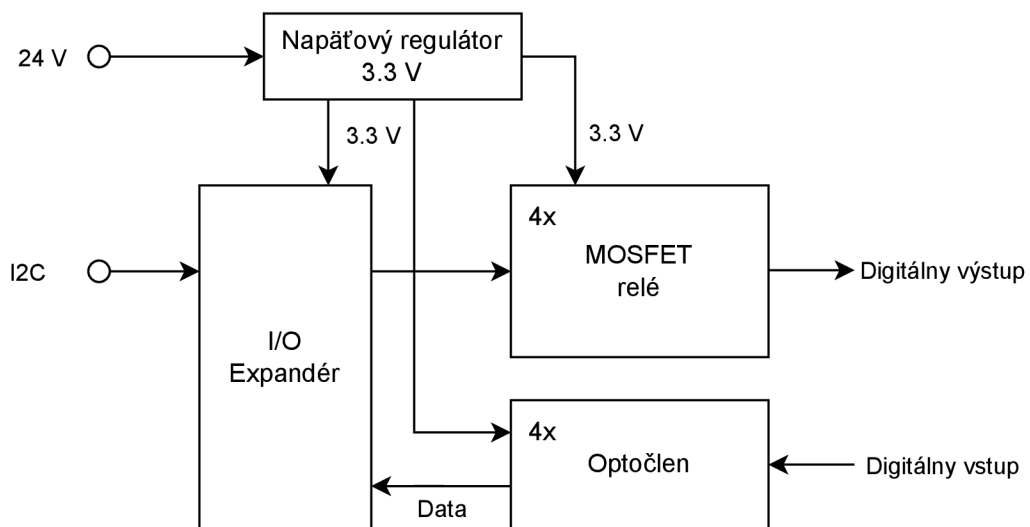 24 V
Napäťový regulátor
3.3 V
3.3 V
3.3 V
I2C
I/O
Expandér
4x
MOSFET
relé
Digitálny výstup
4x
Optočlen
Digitálny vstup
Data